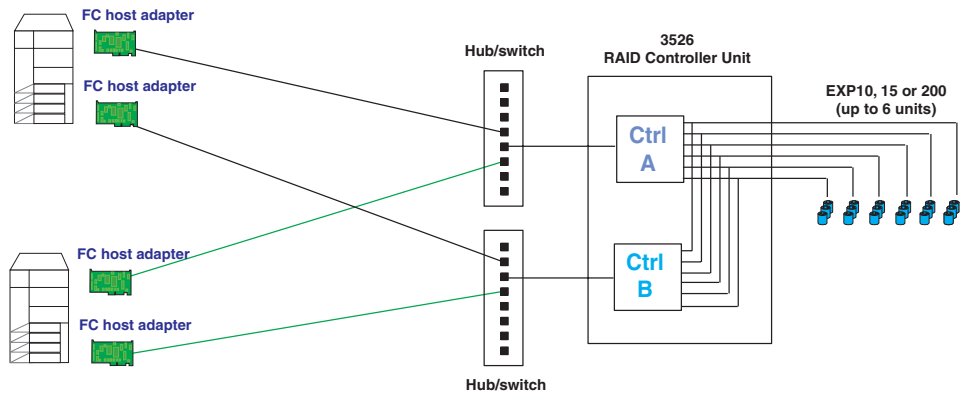 FC host adapter
FC host adapter
Hub/switch
3526
RAID Controller Unit
EXP10, 15 or 200
(up to 6 units)
Ctrl
A
FC host adapter
FC host adapter
Ctrl
B
Hub/switch